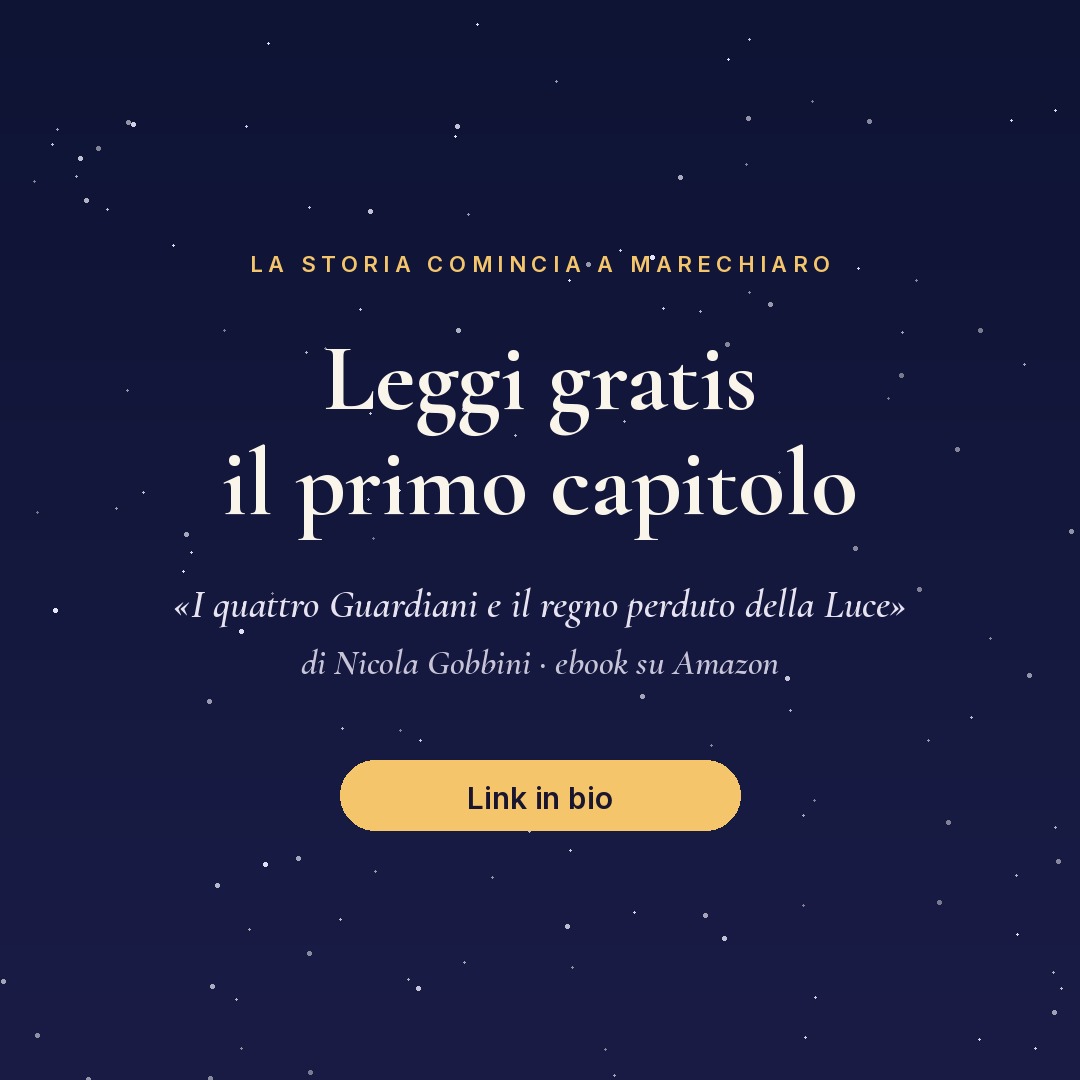 LA STORIA COMINCIA A MARECHIARO
Leggi gratis
il primo capitolo
«I quattro Guardiani e il regno perduto della Luce»
di Nicola Gobbini · ebook su Amazon
Link in bio